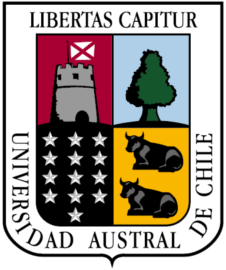 LIBERTAS CAPITUR
UNIVERSIDAD AUSTRAL DE CHILE